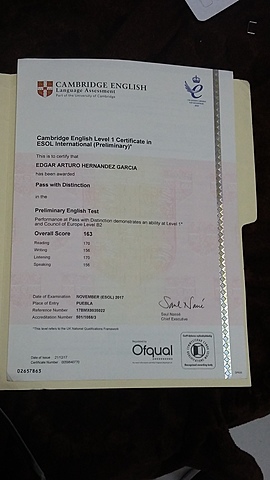 CAMBRIDGE ENGLISH
Language Assessment
Part of the University of Cambridge
Cambridge English Level 1 Certificate in
ESOL International (Preliminary)*
This is to certify that
EDGAR ARTURO HERNANDEZ GARCIA
has been awarded
Pass with Distinction
in the
Preliminary English Test
Performance at Pass with Distinction demonstrates an ability at Level 1*
and Council of Europe Level B2
Overall Score 163
Reading 170
Writing
Listening 170
Speaking
Date of Examination NOVEMBER (ESOL) 2017
Place of Entry PUEBLA
Reference Number
Accreditation Number
*This level refers to the UK National Qualifications Framework
Saul Nassé
Chief Executive
Date of Issue
Certificate Number
Regulated by
Ofqual
D2657865